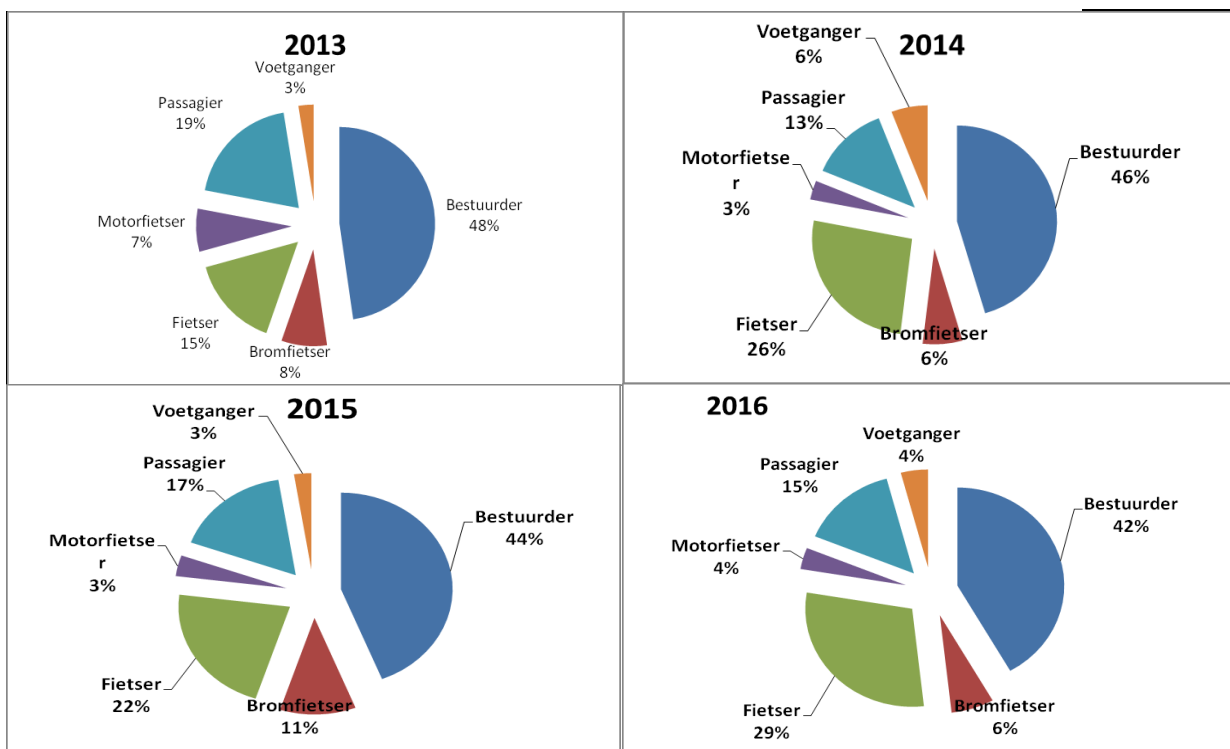 2013
Voetganger
3%
Passagier
19%
Motorfietser
7%
Fietser
15%
Bromfietser
8%
Bestuurder
48%
2014
Voetganger
6%
Passagier
13%
Motorfietse
r
3%
Fietser
26%
Bromfietser
6%
Bestuurder
46%
2015
Voetganger
3%
Passagier
17%
Motorfietse
r
3%
Fietser
22%
Bromfietser
11%
Bestuurder
44%
2016
Voetganger
4%
Passagier
15%
Motorfietser
4%
Fietser
29%
Bromfietser
6%
Bestuurder
42%